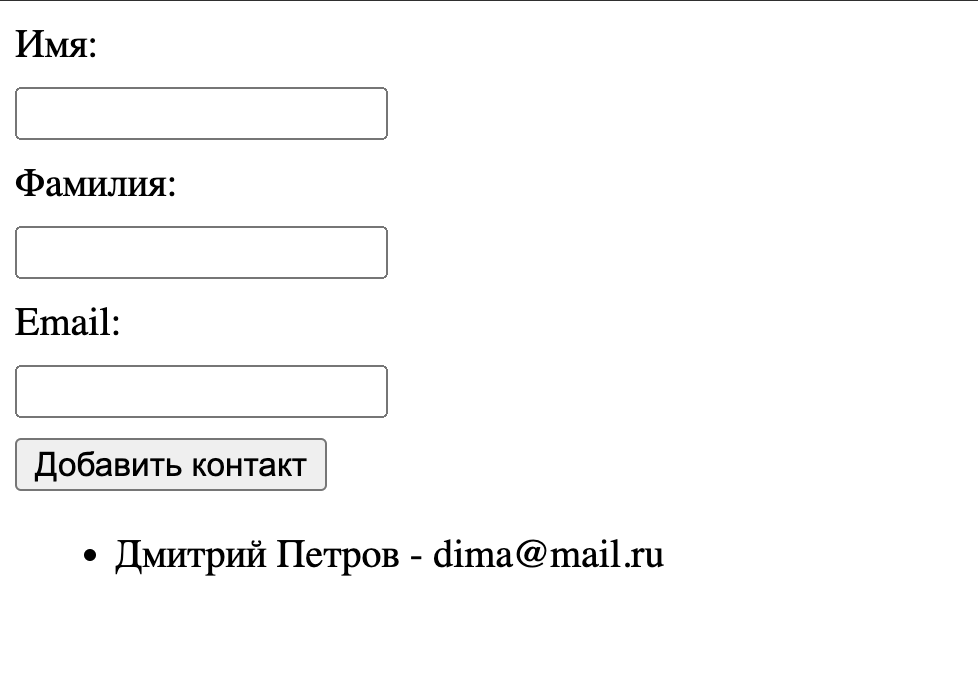 Имя:
Фамилия:
Email:
Добавить контакт
Дмитрий Петров - dima@mail.ru